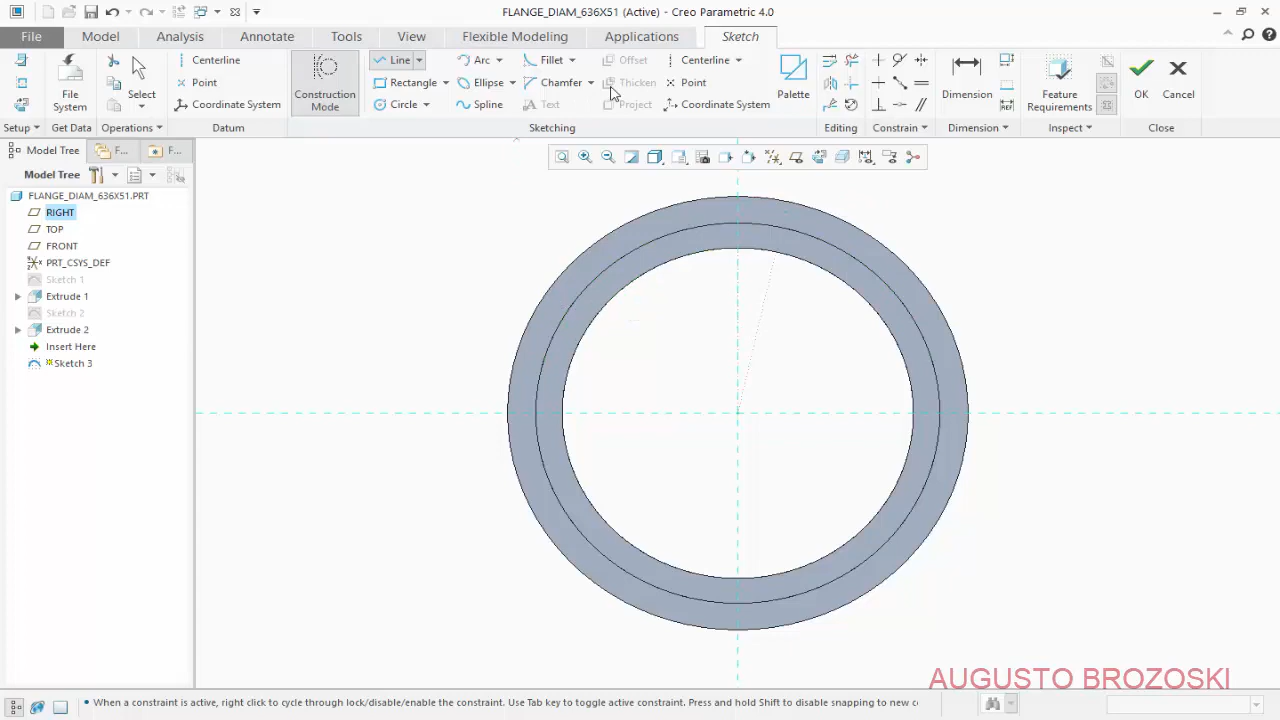 FLANGE_DIAM_636X51 (Active) - Creo Parametric 4.0
File Model Analysis Annotate Tools View Flexible Modeling Applications Sketch
Centerline
Point
Coordinate System
File System
Select
Construction Mode
Line
Rectangle
Circle
Arc
Ellipse
Spline
Fillet
Chamfer
Text
Offset
Thicken
Project
Centerline
Point
Coordinate System
Palette
Dimension
Feature Requirements
OK
Cancel
Setup Get Data Operations Datum Sketching Editing Constrain Dimension Inspect Close
Model Tree F... F...
Model Tree
FLANGE_DIAM_636X51.PRT
RIGHT
TOP
FRONT
PRT_CSYS_DEF
Sketch 1
Extrude 1
Sketch 2
Extrude 2
Insert Here
Sketch 3
AUGUSTO BROZOSKI
• When a constraint is active, right click to cycle through lock/disable/enable the constraint. Use Tab key to toggle active constraint. Press and hold Shift to disable snapping to new c